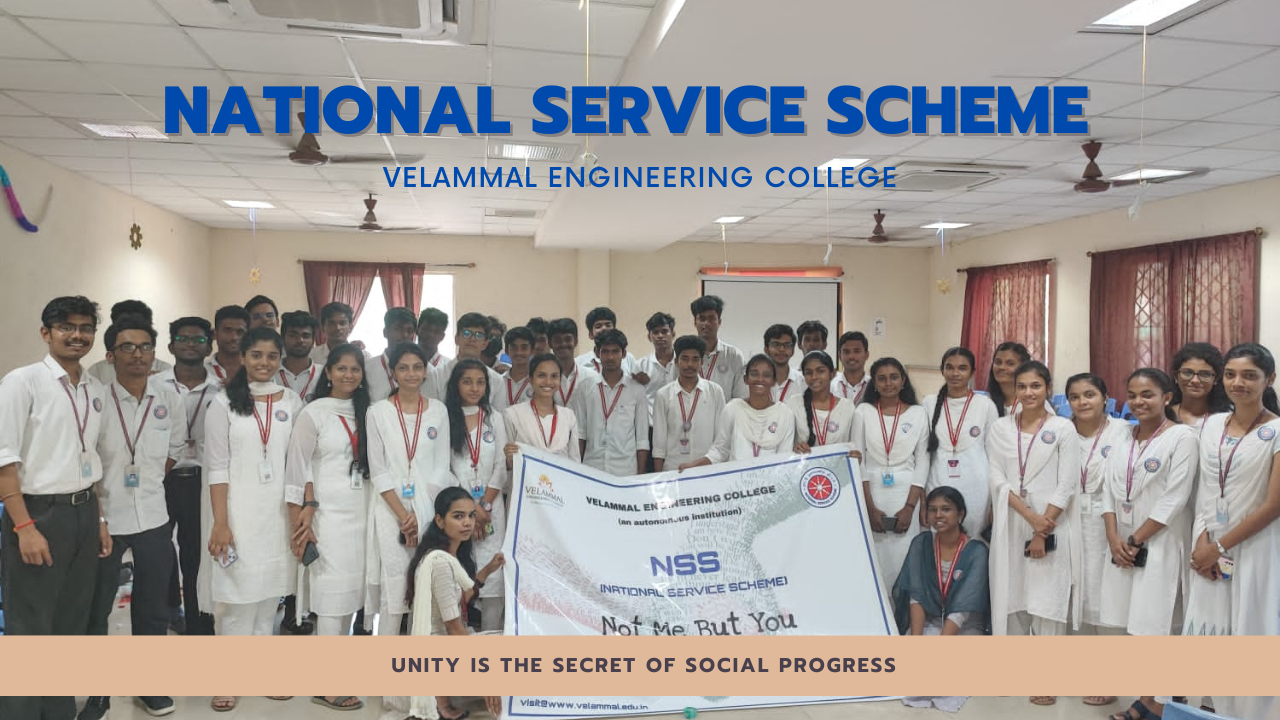 NATIONAL SERVICE SCHEME
VELAMMAL ENGINEERING COLLEGE
VELAMMAL
VELAMMAL ENGINEERING COLLEGE
(an autonomous institution)
NSS
(NATIONAL SERVICE SCHEME)
Not Me But You
UNITY IS THE SECRET OF SOCIAL PROGRESS
visit@www.velammal.edu.in